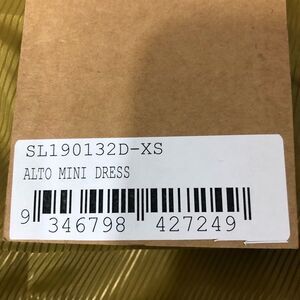 SL190132D-XS
ALTO MINI DRESS
9 346798 427249